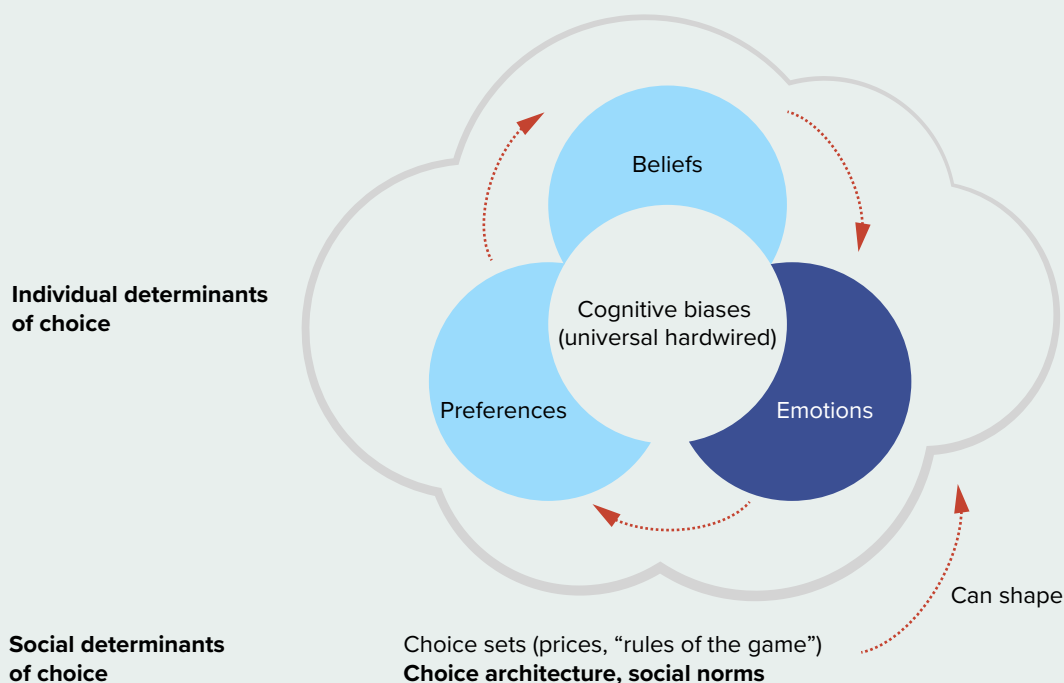 Beliefs
Individual determinants
of choice
Cognitive biases
(universal hardwired)
Preferences
Emotions
Can shape
Social determinants
of choice
Choice sets (prices, “rules of the game”)
Choice architecture, social norms